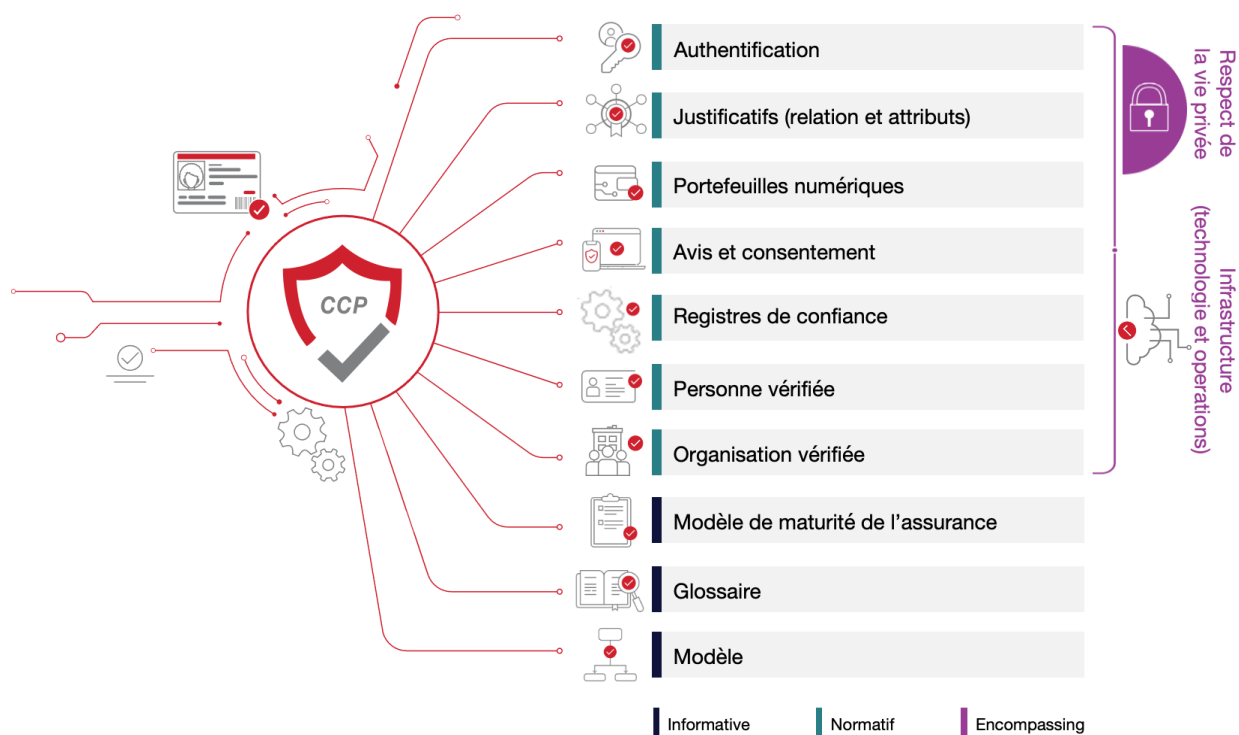 CCP
Authentification
Justificatifs (relation et attributs)
Portefeuilles numériques
Avis et consentement
Registres de confiance
Personne vérifiée
Organisation vérifiée
Modèle de maturité de l’assurance
Glossaire
Modèle
Respect de
la vie privée
Infrastructure
(technologie et operations)
Informative
Normatif
Encompassing